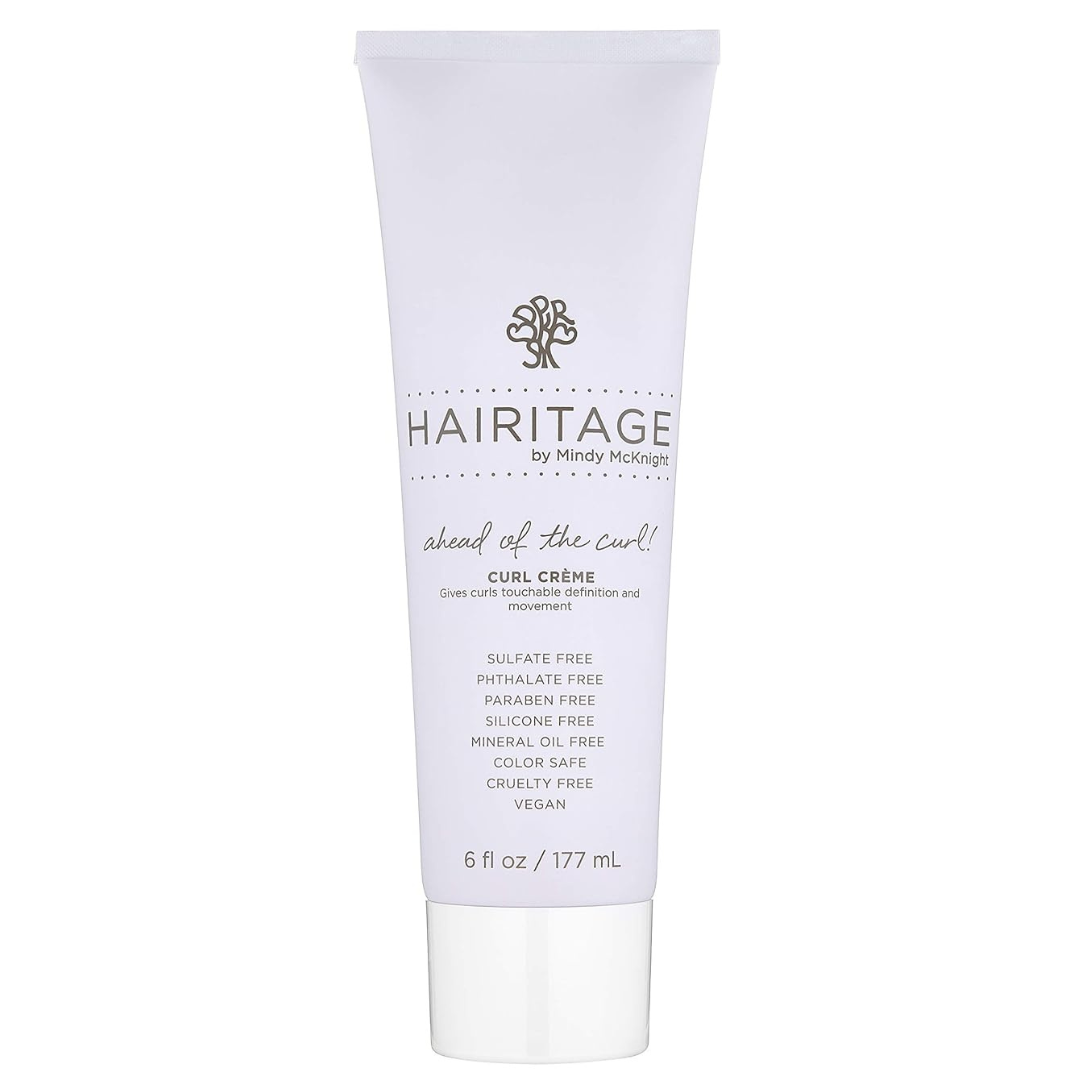 HAIRITAGE
by Mindy McKnight
ahead of the curl!
CURL CRÈME
Gives curls touchable definition and
movement
SULFATE FREE
PHTHALATE FREE
PARABEN FREE
SILICONE FREE
MINERAL OIL FREE
COLOR SAFE
CRUELTY FREE
VEGAN
6 fl oz / 177 mL